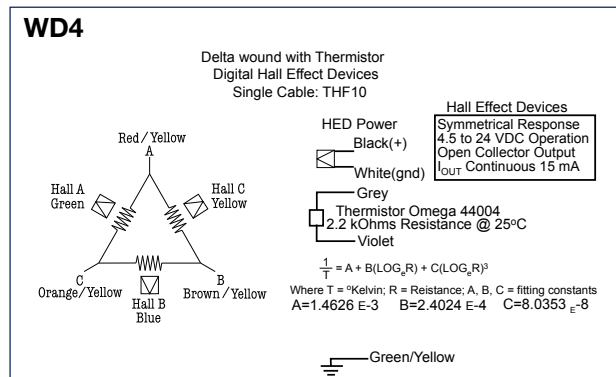 WD4
Delta wound with Thermistor
Digital Hall Effect Devices
Single Cable: THF10
Red/Yellow
A
Hall A
Green
Hall C
Yellow
C
Orange/Yellow
Hall B
Blue
B
Brown/Yellow
HED Power
Black(+)
White(gnd)
Hall Effect Devices
Symmetrical Response
4.5 to 24 VDC Operation
Open Collector Output
IOUT Continuous 15 mA
Grey
Thermistor Omega 44004
2.2 kOhms Resistance @ 25°C
Violet
1/T = A + B(LOGeR) + C(LOGeR)³
Where T = °Kelvin; R = Reistance; A, B, C = fitting constants
A=1.4626 E-3 B=2.4024 E-4 C=8.0353 E-8
Green/Yellow